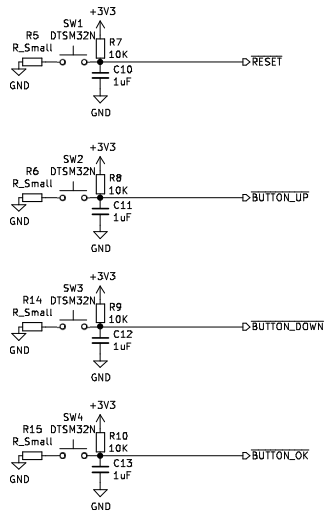 +3V3
SW1
R5 DTSM32N R7
R_Small 10K
C10
RESET
GND 1uF
GND
+3V3
SW2
R6 DTSM32N R8
R_Small 10K
C11
BUTTON_UP
GND 1uF
GND
+3V3
SW3
R14 DTSM32N R9
R_Small 10K
C12
BUTTON_DOWN
GND 1uF
GND
+3V3
SW4
R15 DTSM32N R10
R_Small 10K
C13
BUTTON_OK
GND 1uF
GND